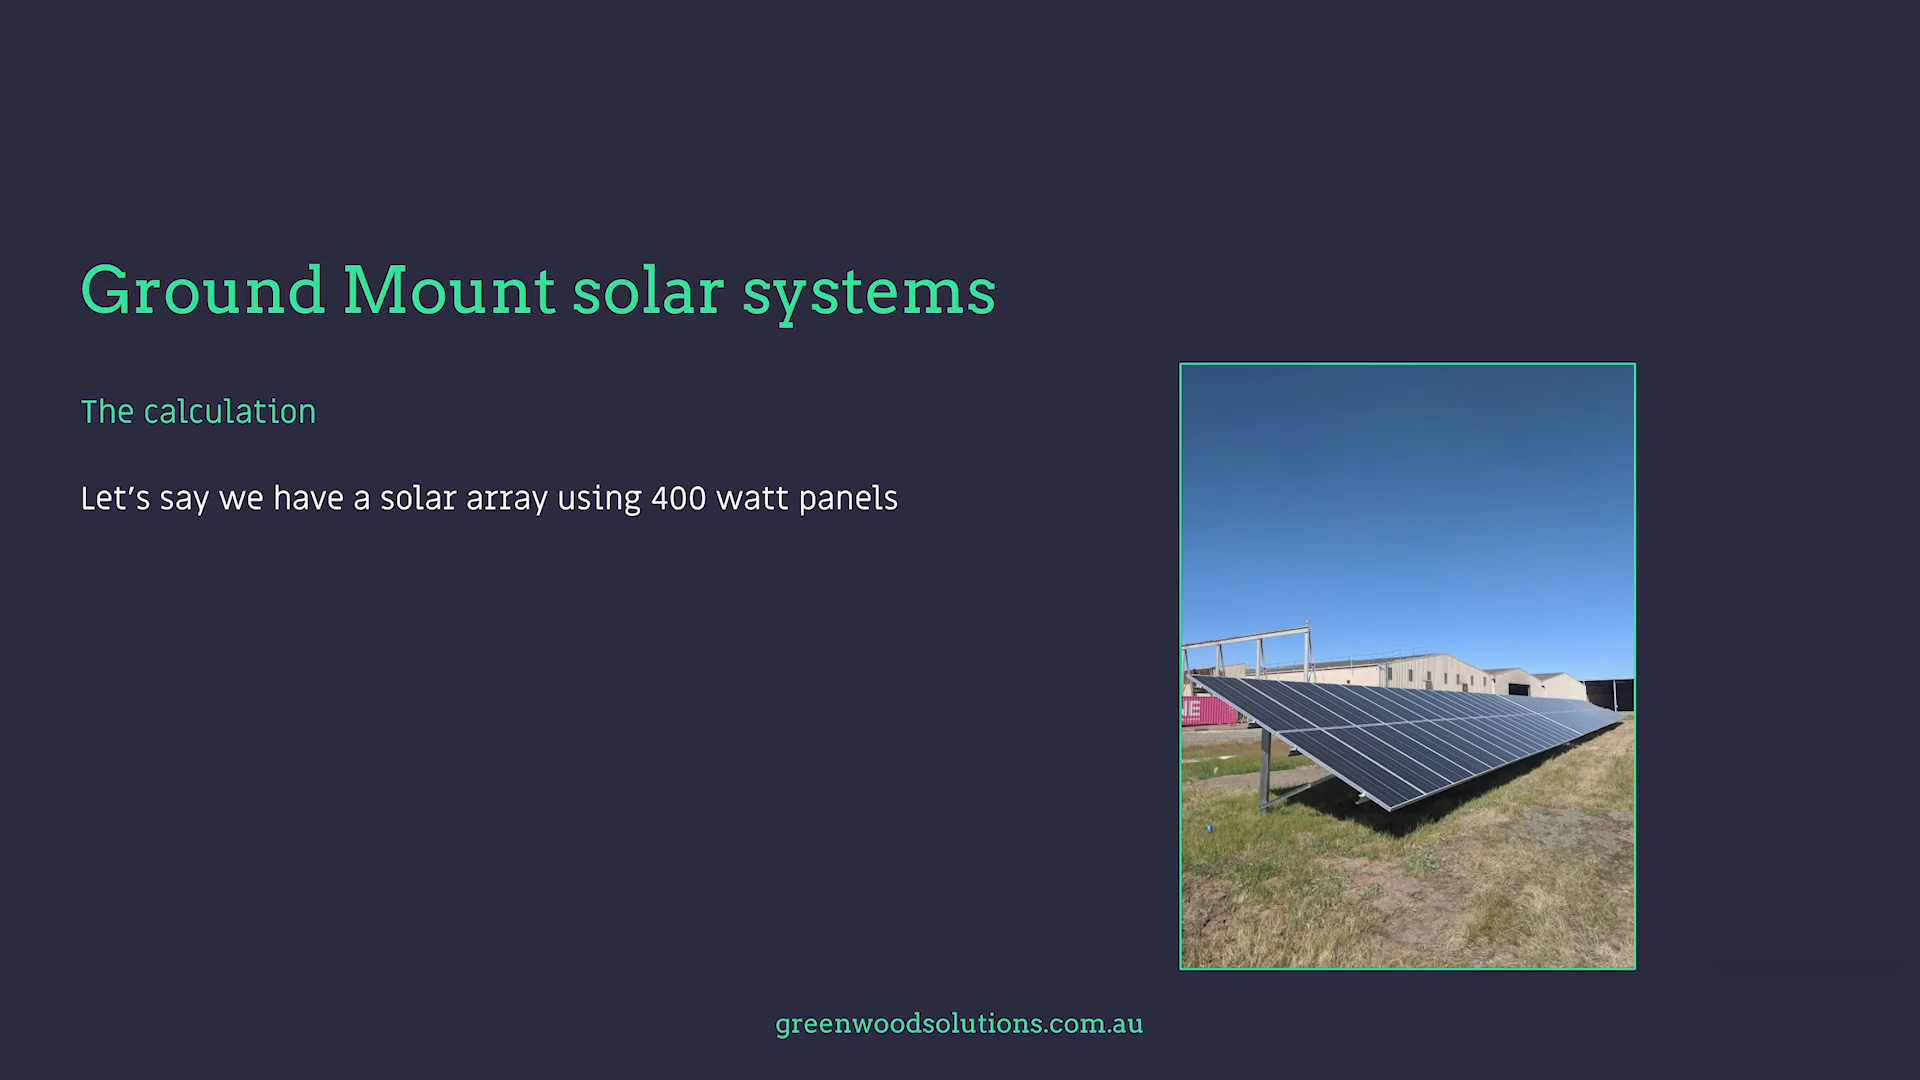 Ground Mount solar systems
The calculation
Let's say we have a solar array using 400 watt panels
NE
greenwoodsolutions.com.au